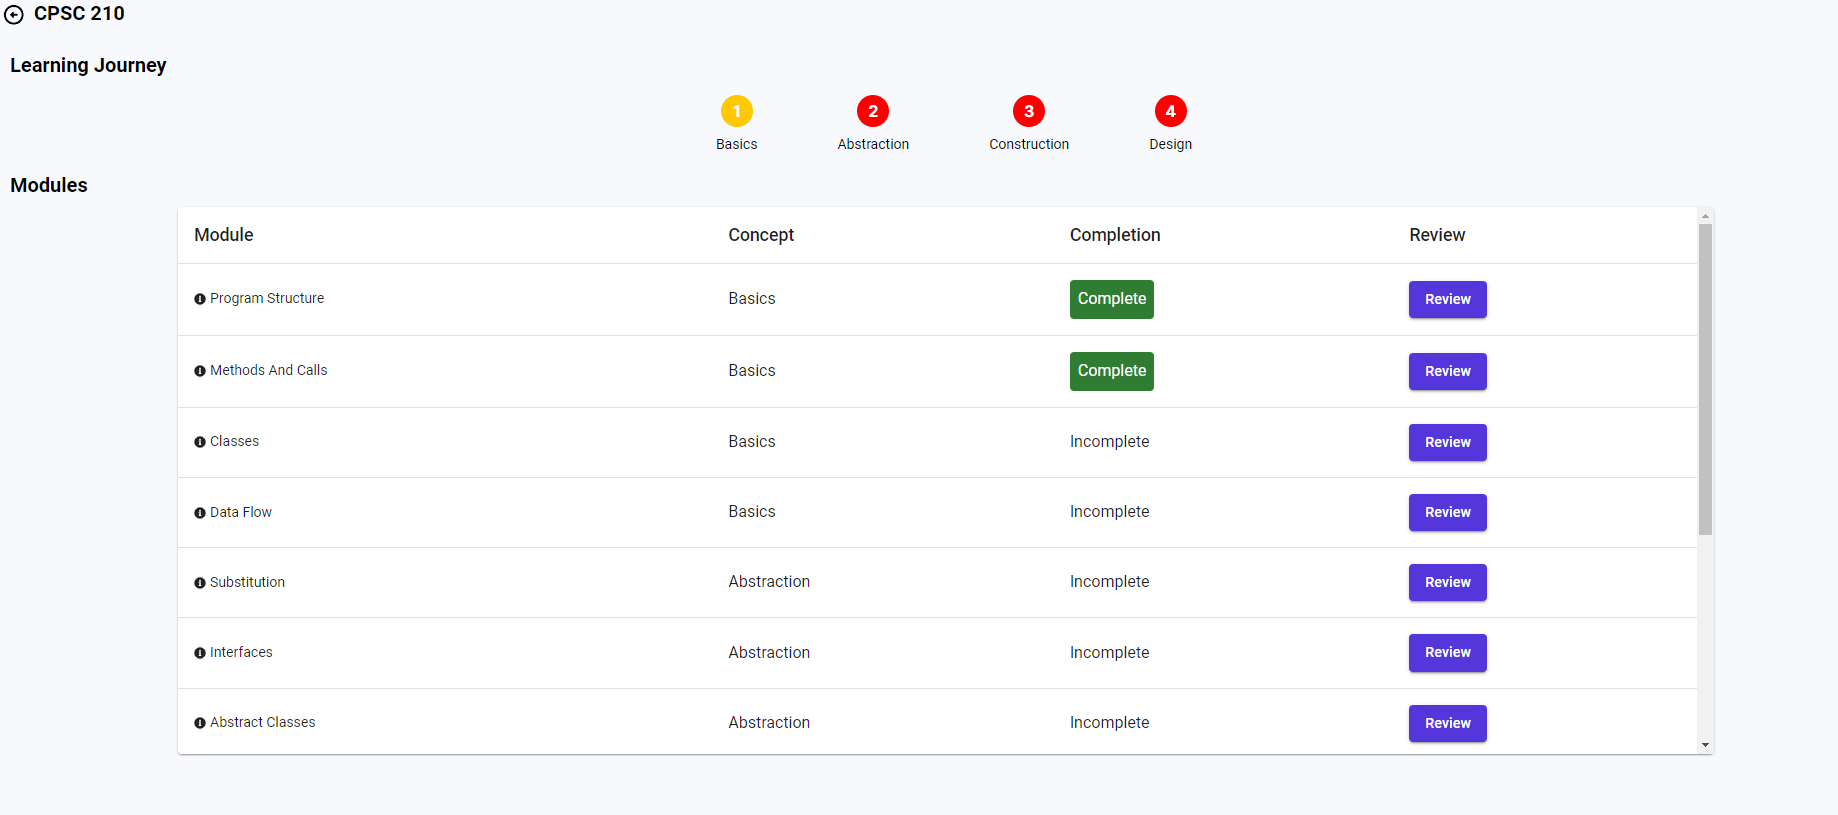 CPSC 210
Learning Journey
1 2 3 4
Basics Abstraction Construction Design
Modules
Module Concept Completion Review
Program Structure Basics Complete Review
Methods And Calls Basics Complete Review
Classes Basics Incomplete Review
Data Flow Basics Incomplete Review
Substitution Abstraction Incomplete Review
Interfaces Abstraction Incomplete Review
Abstract Classes Abstraction Incomplete Review